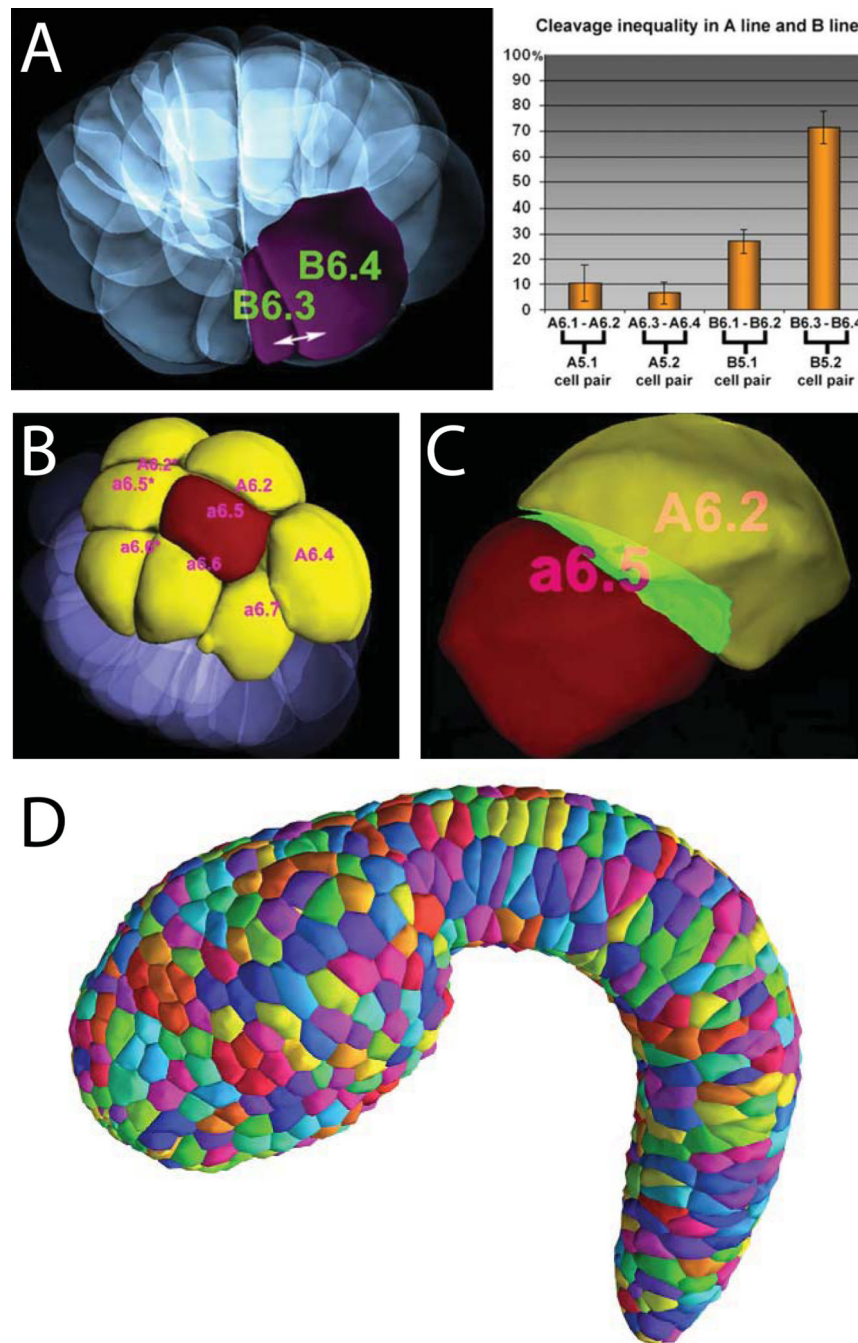 A
B6.4
B6.3
Cleavage inequality in A line and B line
100%
90
80
70
60
50
40
30
20
10
0
A6.1 - A6.2 A6.3 - A6.4 B6.1 - B6.2 B6.3 - B6.4
A5.1 A5.2 B5.1 B5.2
cell pair cell pair cell pair cell pair
B
A6.2*
a6.5* A6.2
a6.5
a6.6* a6.6 A6.4
a6.7
C
A6.2
a6.5
D